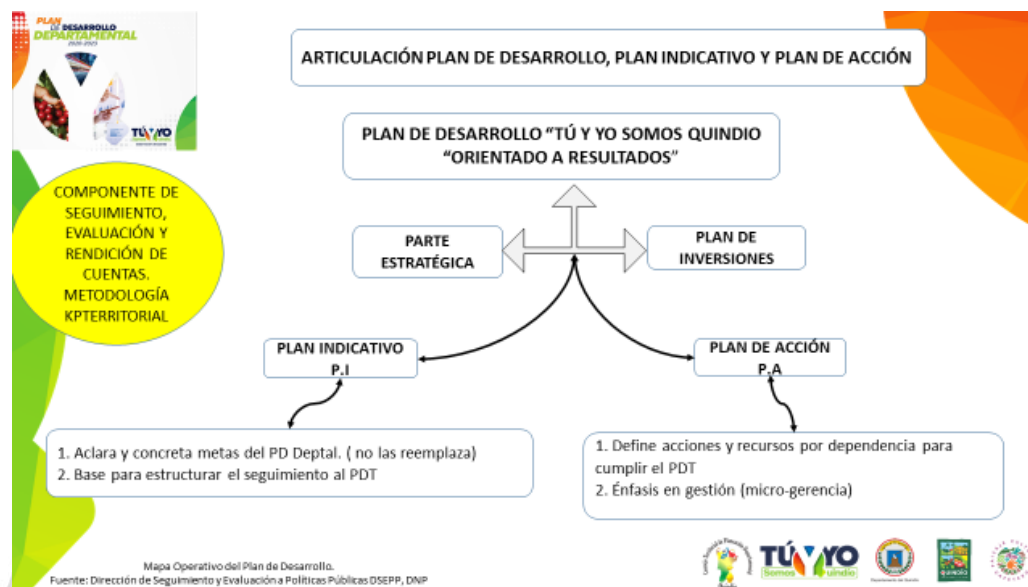 PLAN
DE DESARROLLO
DEPARTAMENTAL
2020-2023
TÚ Y YO
ARTICULACIÓN PLAN DE DESARROLLO, PLAN INDICATIVO Y PLAN DE ACCIÓN
PLAN DE DESARROLLO “TÚ Y YO SOMOS QUINDIO
“ORIENTADO A RESULTADOS”
COMPONENTE DE
SEGUIMIENTO,
EVALUACIÓN Y
RENDICIÓN DE
CUENTAS.
METODOLOGÍA
KPTERRITORIAL
PARTE
ESTRATÉGICA
PLAN DE
INVERSIONES
PLAN INDICATIVO
P.I
PLAN DE ACCIÓN
P.A
1. Aclara y concreta metas del PD Deptal. ( no las reemplaza)
2. Base para estructurar el seguimiento al PDT
1. Define acciones y recursos por dependencia para
cumplir el PDT
2. Énfasis en gestión (micro-gerencia)
Mapa Operativo del Plan de Desarrollo.
Fuente: Dirección de Seguimiento y Evaluación a Políticas Públicas DSEPP, DNP
TÚ Y YO
Somos Quindio
QUINDIO